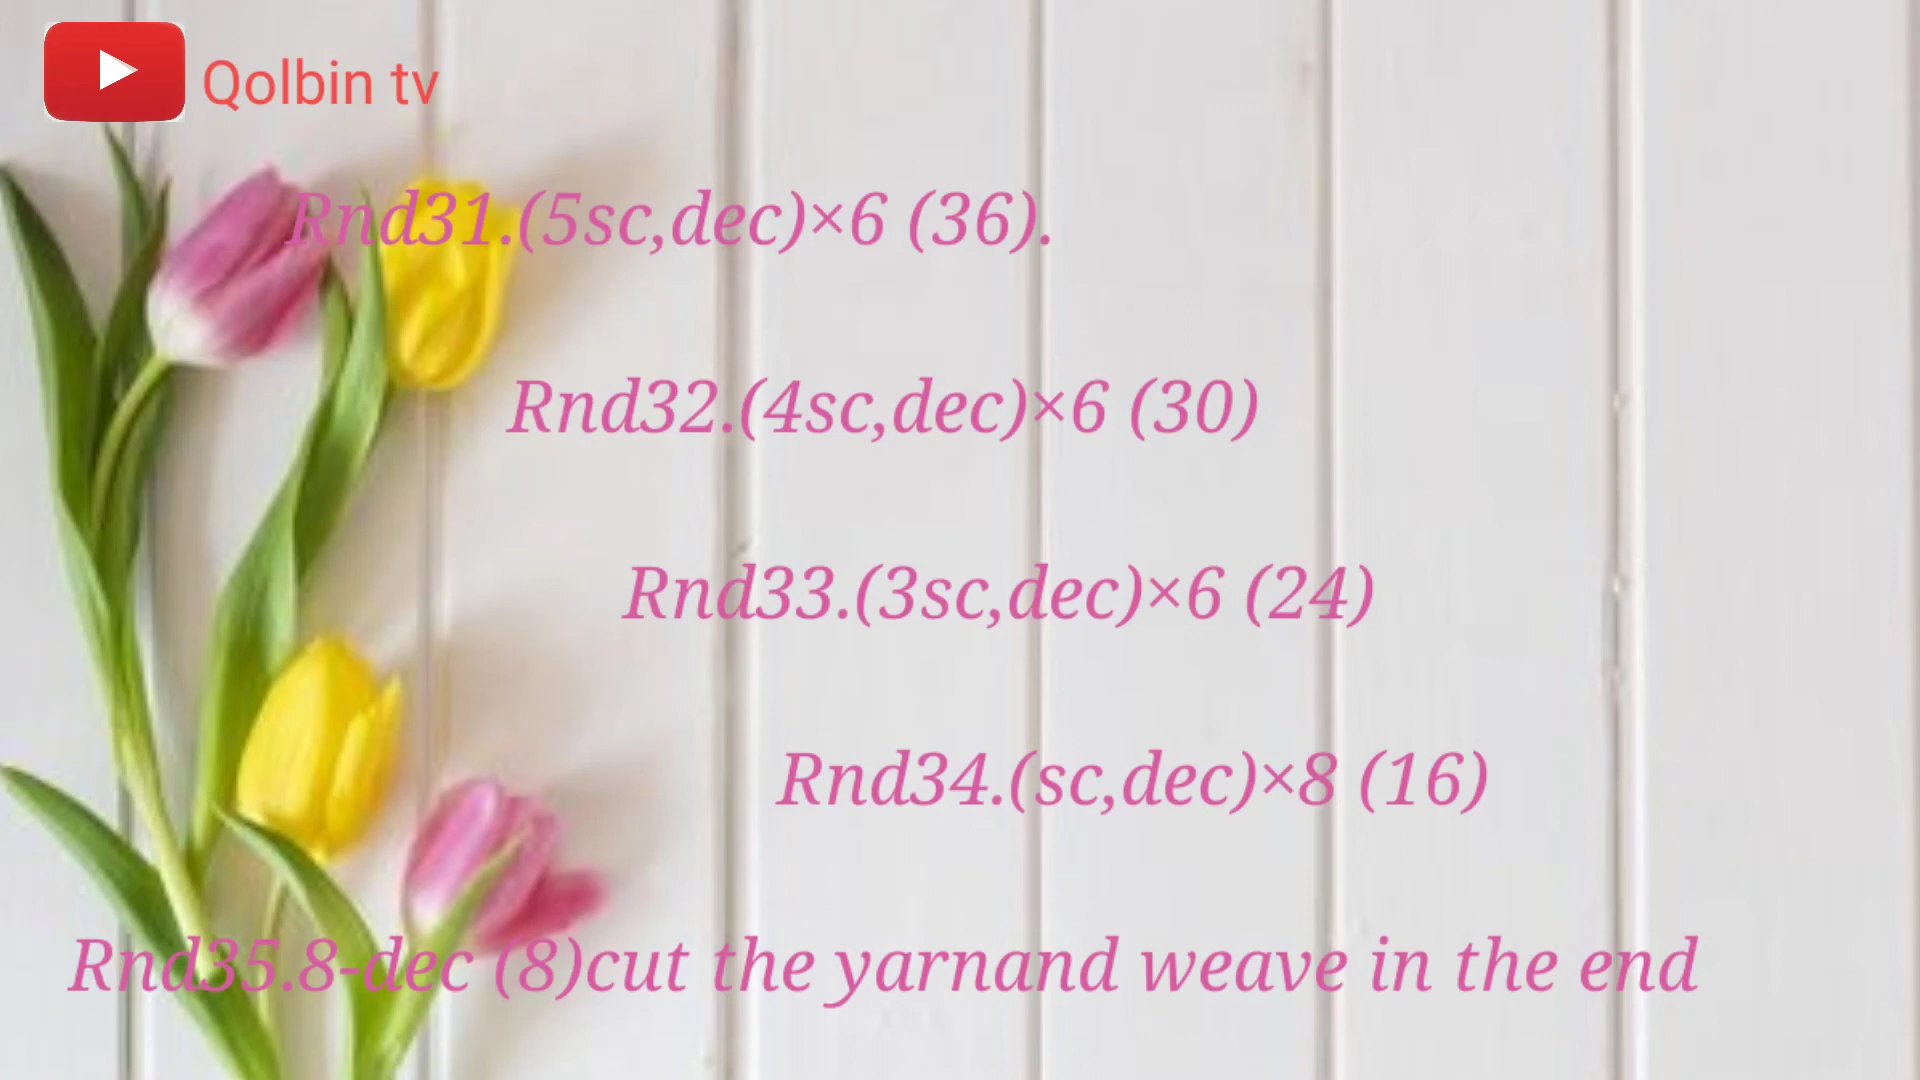 Qolbin tv
Rnd31.(5sc,dec)×6 (36).
Rnd32.(4sc,dec)×6 (30)
Rnd33.(3sc,dec)×6 (24)
Rnd34.(sc,dec)×8 (16)
Rnd35.8-dec (8)cut the yarnand weave in the end